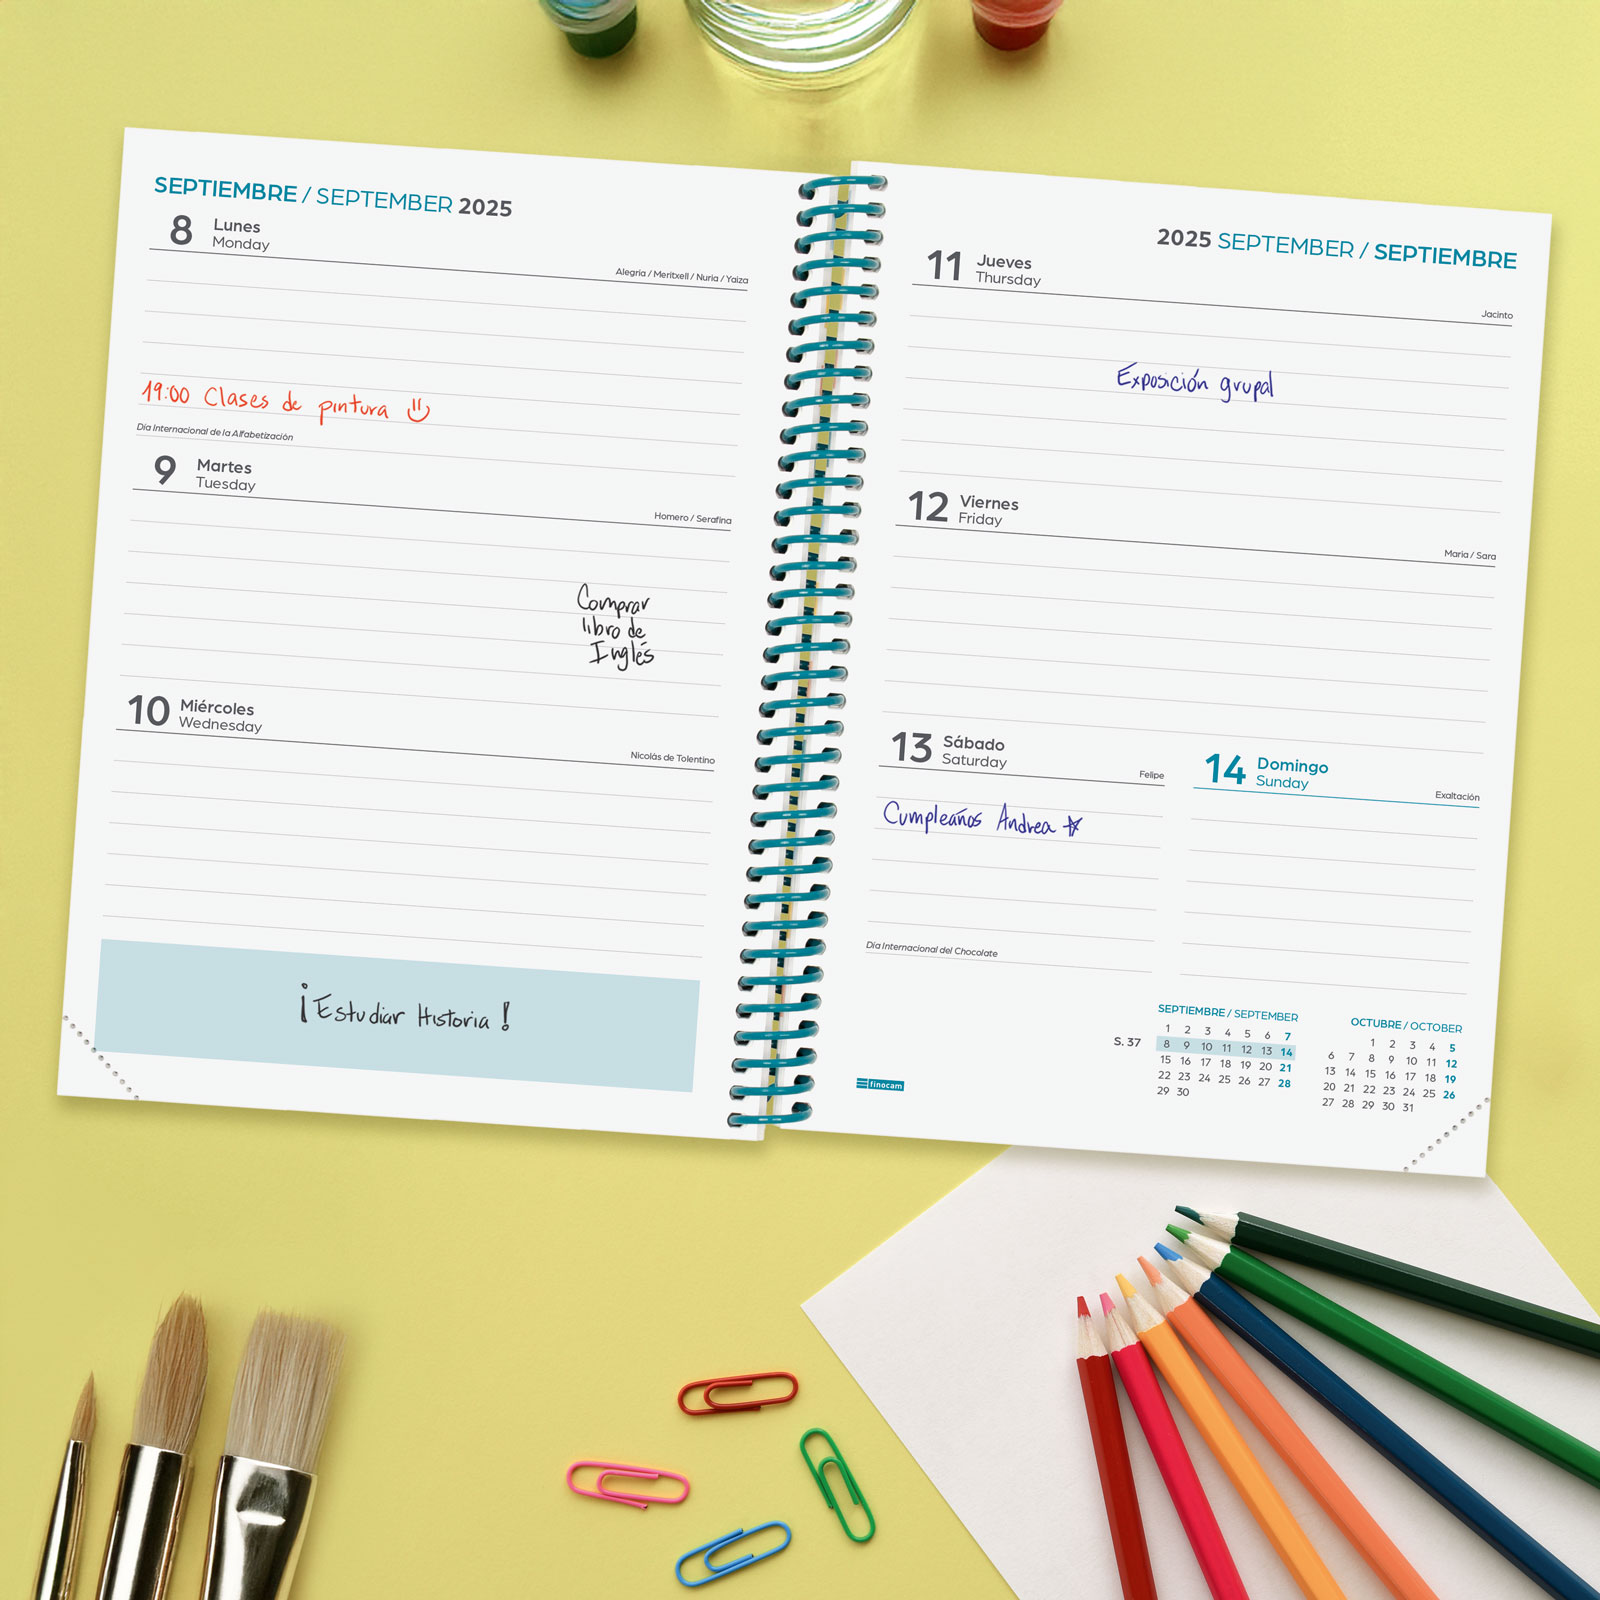 SEPTIEMBRE / SEPTEMBER 2025
8 Lunes
Monday
Alegría / Meritxell / Nuria / Yaiza
19:00 Clases de pintura
Día Internacional de la Alfabetización
9 Martes
Tuesday
Homero / Serafina
Comprar
libro de
Inglés
10 Miércoles
Wednesday
Nicolás de Tolentino
¡Estudiar Historia!
2025 SEPTEMBER / SEPTIEMBRE
11 Jueves
Thursday
Jacinto
Exposición grupal
12 Viernes
Friday
María / Sara
13 Sábado
Saturday
Felipe
Cumpleaños Andrea
Día Internacional del Chocolate
14 Domingo
Sunday
Exaltación
finocam
S. 37
SEPTIEMBRE / SEPTEMBER
1 2 3 4 5 6 7
8 9 10 11 12 13 14
15 16 17 18 19 20 21
22 23 24 25 26 27 28
29 30
OCTUBRE / OCTOBER
1 2 3 4 5
6 7 8 9 10 11 12
13 14 15 16 17 18 19
20 21 22 23 24 25 26
27 28 29 30 31